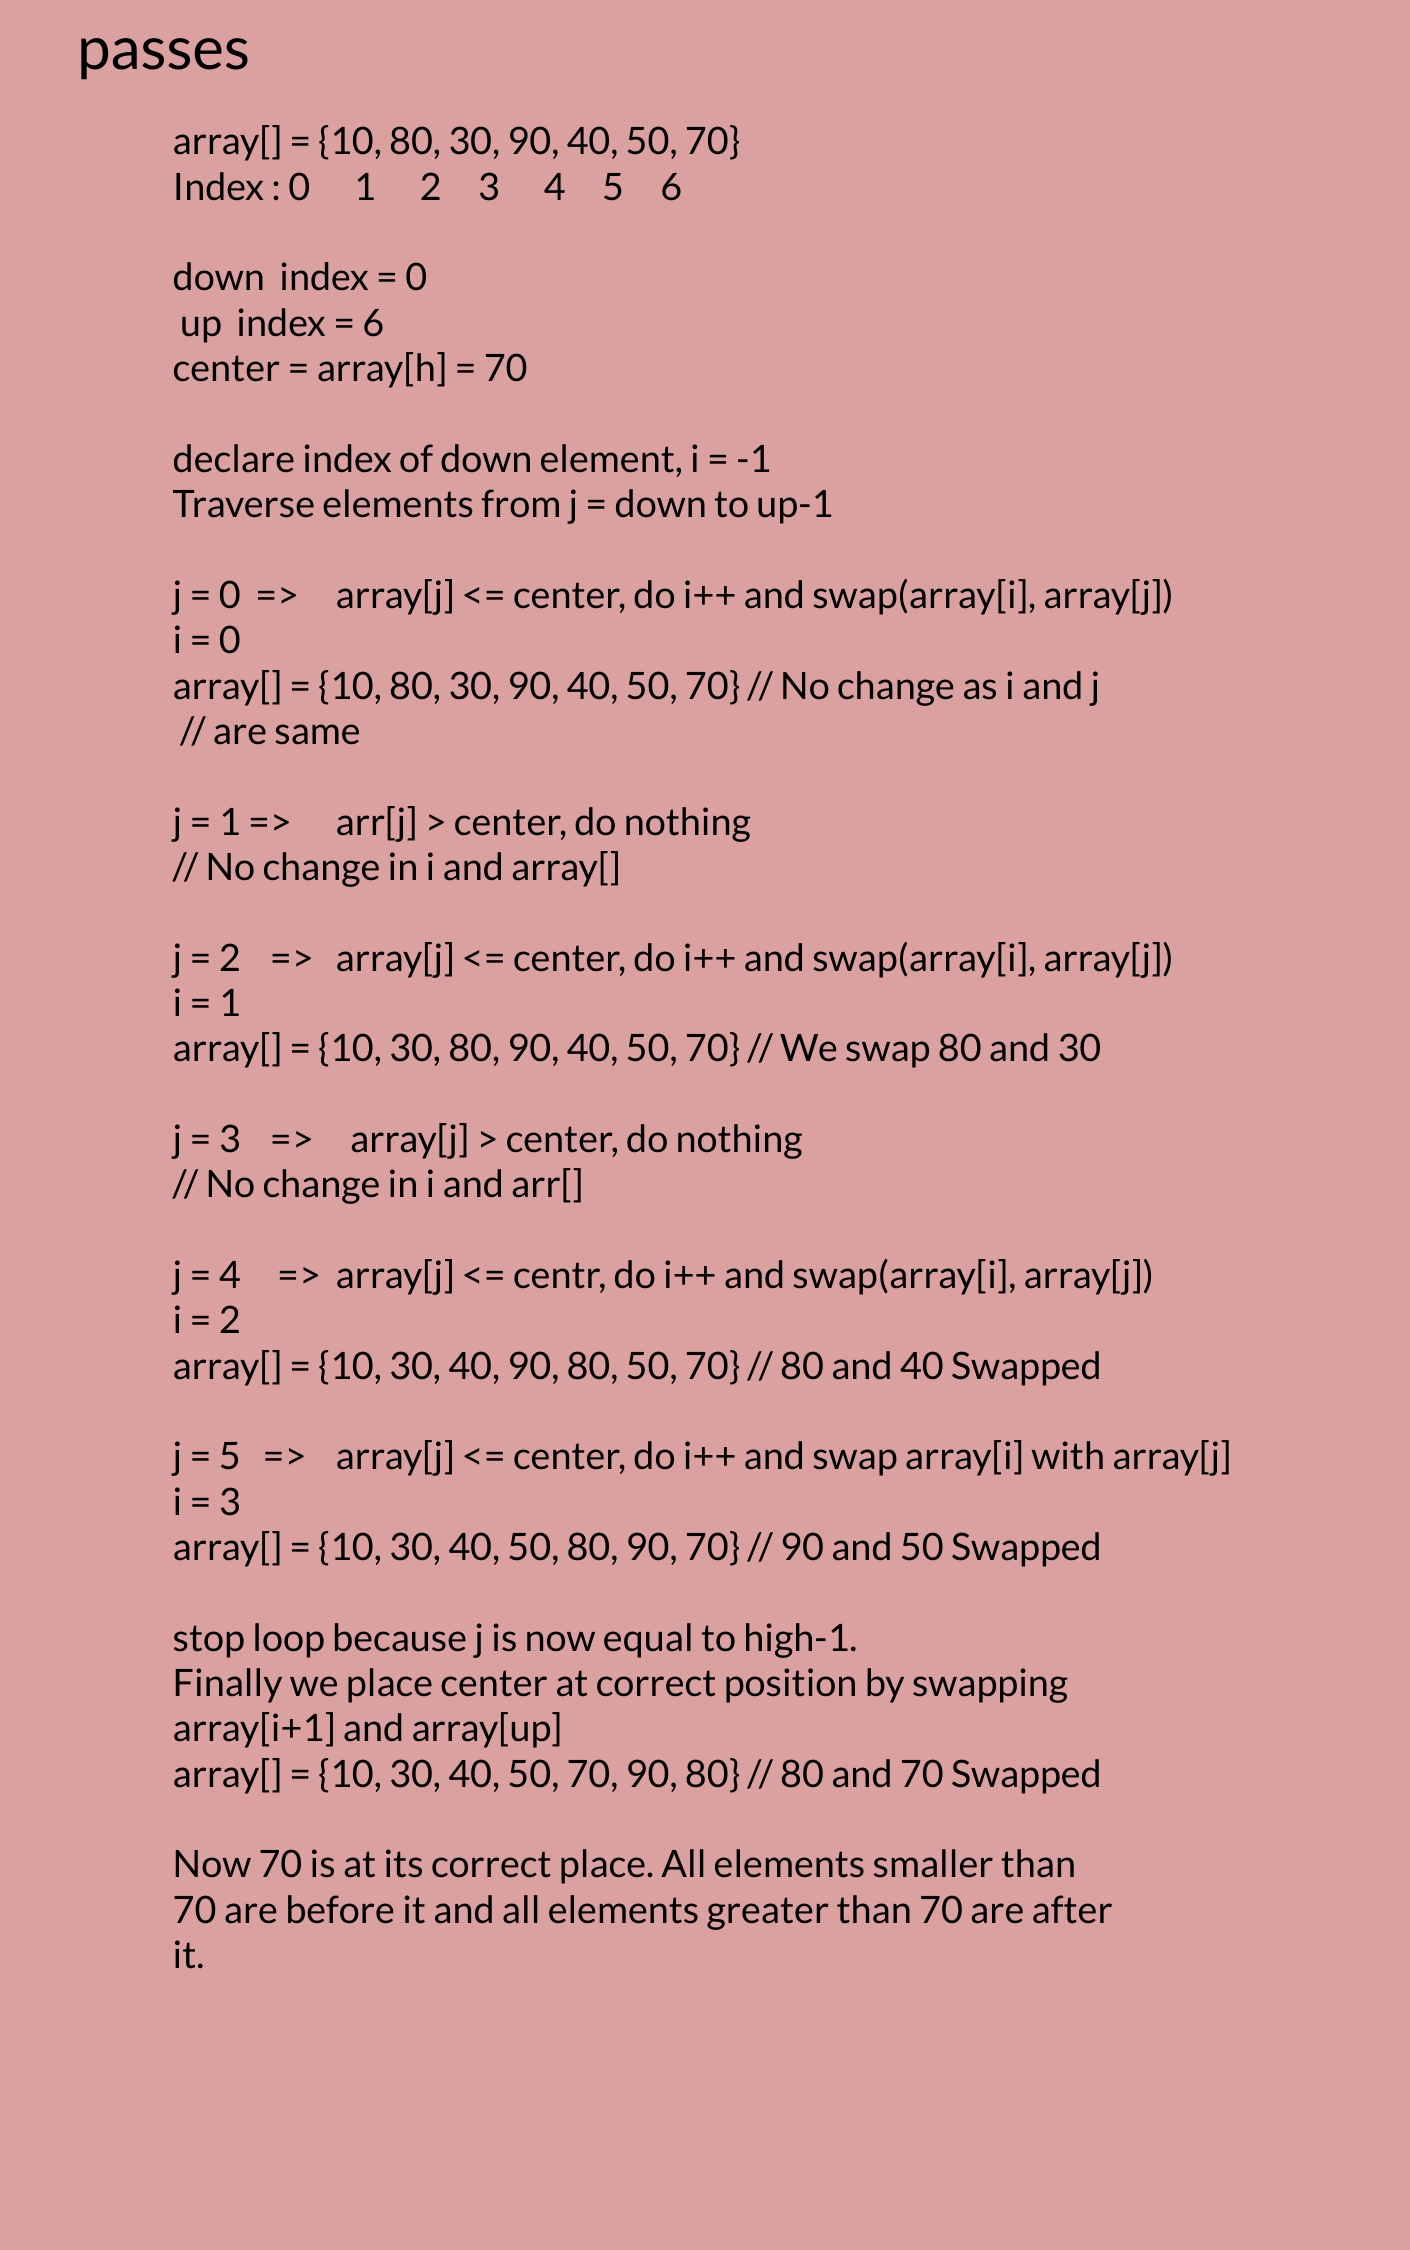 passes
array[] = {10, 80, 30, 90, 40, 50, 70}
Index : 0 1 2 3 4 5 6
down index = 0
up index = 6
center = array[h] = 70
declare index of down element, i = -1
Traverse elements from j = down to up-1
j = 0 => array[j] <= center, do i++ and swap(array[i], array[j])
i = 0
array[] = {10, 80, 30, 90, 40, 50, 70} // No change as i and j
// are same
j = 1 => arr[j] > center, do nothing
// No change in i and array[]
j = 2 => array[j] <= center, do i++ and swap(array[i], array[j])
i = 1
array[] = {10, 30, 80, 90, 40, 50, 70} // We swap 80 and 30
j = 3 => array[j] > center, do nothing
// No change in i and arr[]
j = 4 => array[j] <= centr, do i++ and swap(array[i], array[j])
i = 2
array[] = {10, 30, 40, 90, 80, 50, 70} // 80 and 40 Swapped
j = 5 => array[j] <= center, do i++ and swap array[i] with array[j]
i = 3
array[] = {10, 30, 40, 50, 80, 90, 70} // 90 and 50 Swapped
stop loop because j is now equal to high-1.
Finally we place center at correct position by swapping
array[i+1] and array[up]
array[] = {10, 30, 40, 50, 70, 90, 80} // 80 and 70 Swapped
Now 70 is at its correct place. All elements smaller than
70 are before it and all elements greater than 70 are after
it.